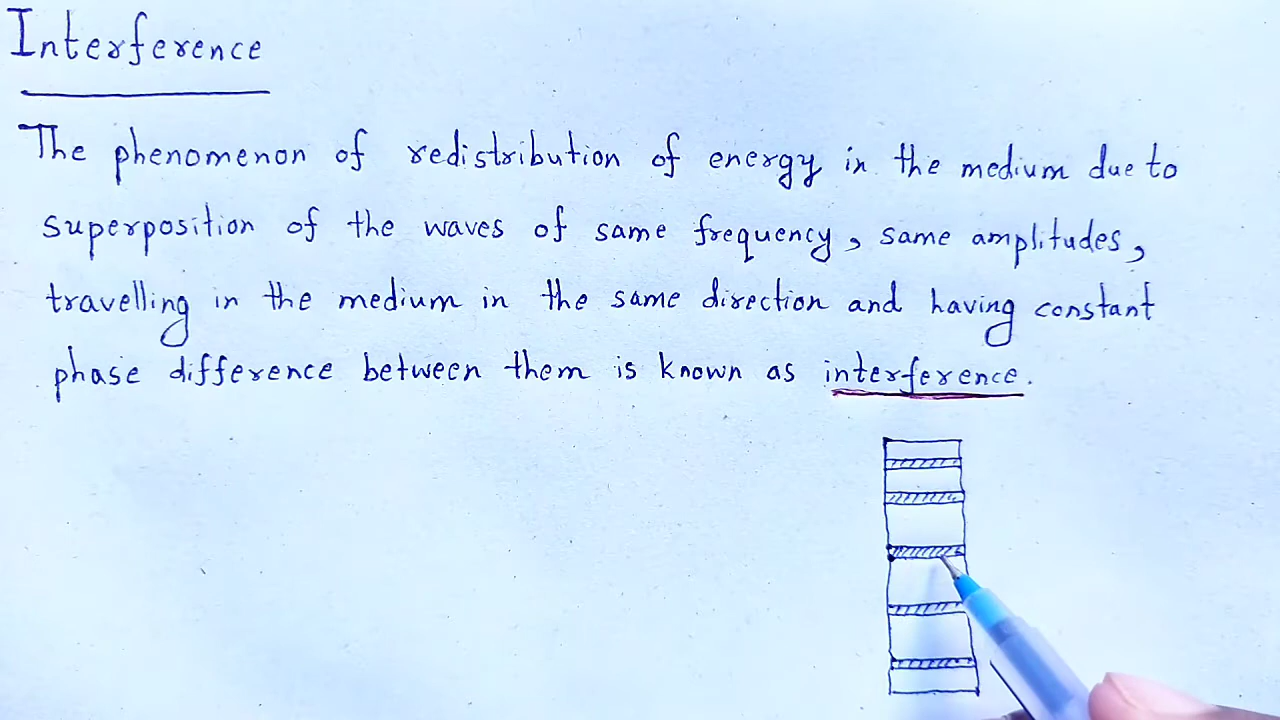 Interference
The phenomenon of redistribution of energy in the medium due to
superposition of the waves of same frequency, same amplitudes,
travelling in the medium in the same direction and having constant
phase difference between them is known as interference.